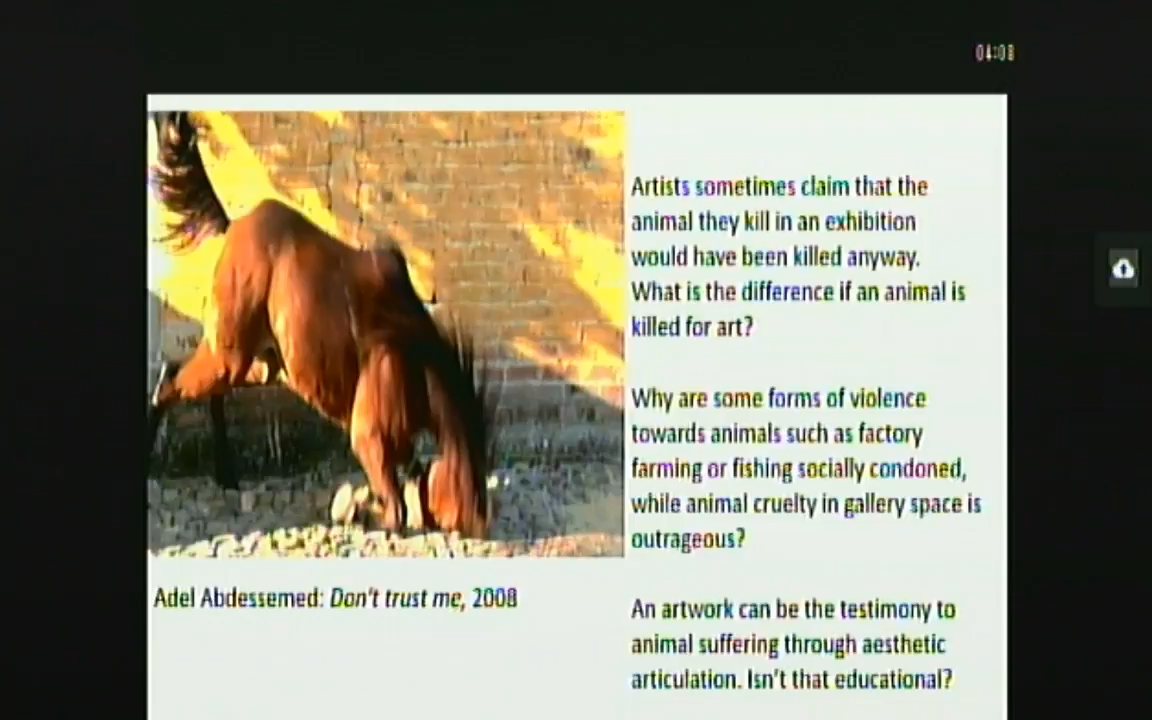 04:08
Artists sometimes claim that the
animal they kill in an exhibition
would have been killed anyway.
What is the difference if an animal is
killed for art?
Why are some forms of violence
towards animals such as factory
farming or fishing socially condoned,
while animal cruelty in gallery space is
outrageous?
An artwork can be the testimony to
animal suffering through aesthetic
articulation. Isn't that educational?
Adel Abdessemed: Don't trust me, 2008